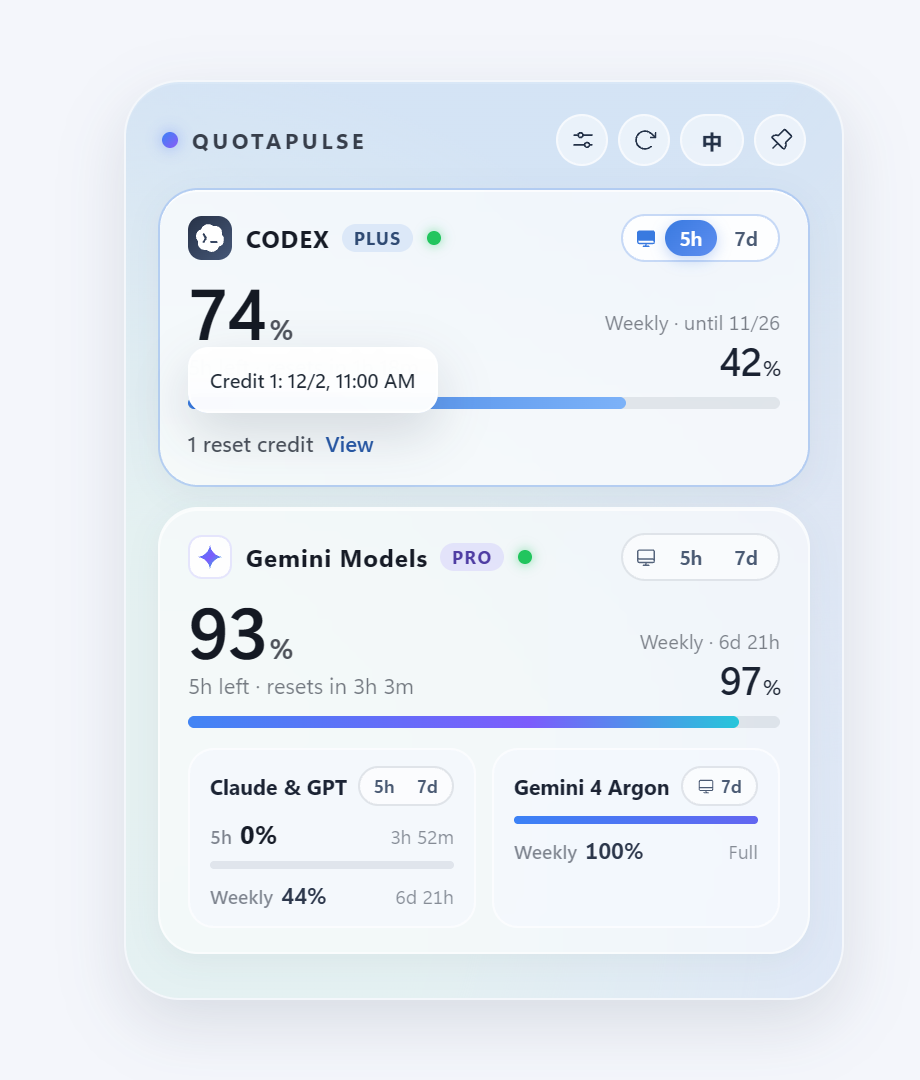 QUOTAPULSE
中
CODEX PLUS
5h 7d
74%
Weekly · until 11/26
42%
Credit 1: 12/2, 11:00 AM
1 reset credit View
Gemini Models PRO
5h 7d
93%
Weekly · 6d 21h
97%
5h left · resets in 3h 3m
Claude & GPT 5h 7d
5h 0% 3h 52m
Weekly 44% 6d 21h
Gemini 4 Argon 7d
Weekly 100% Full